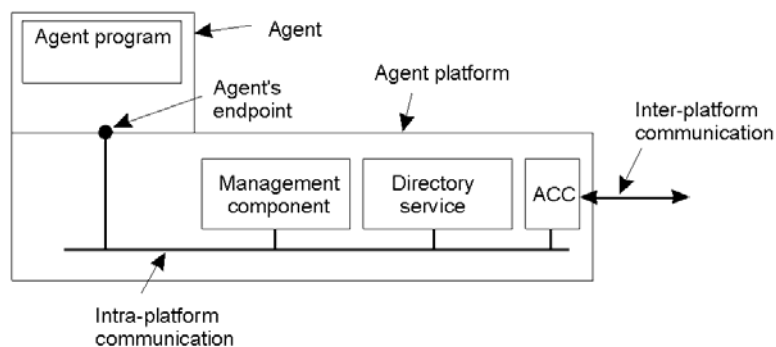 Agent program
Agent
Agent platform
Agent's
endpoint
Inter-platform
communication
Management
component
Directory
service
ACC
Intra-platform
communication